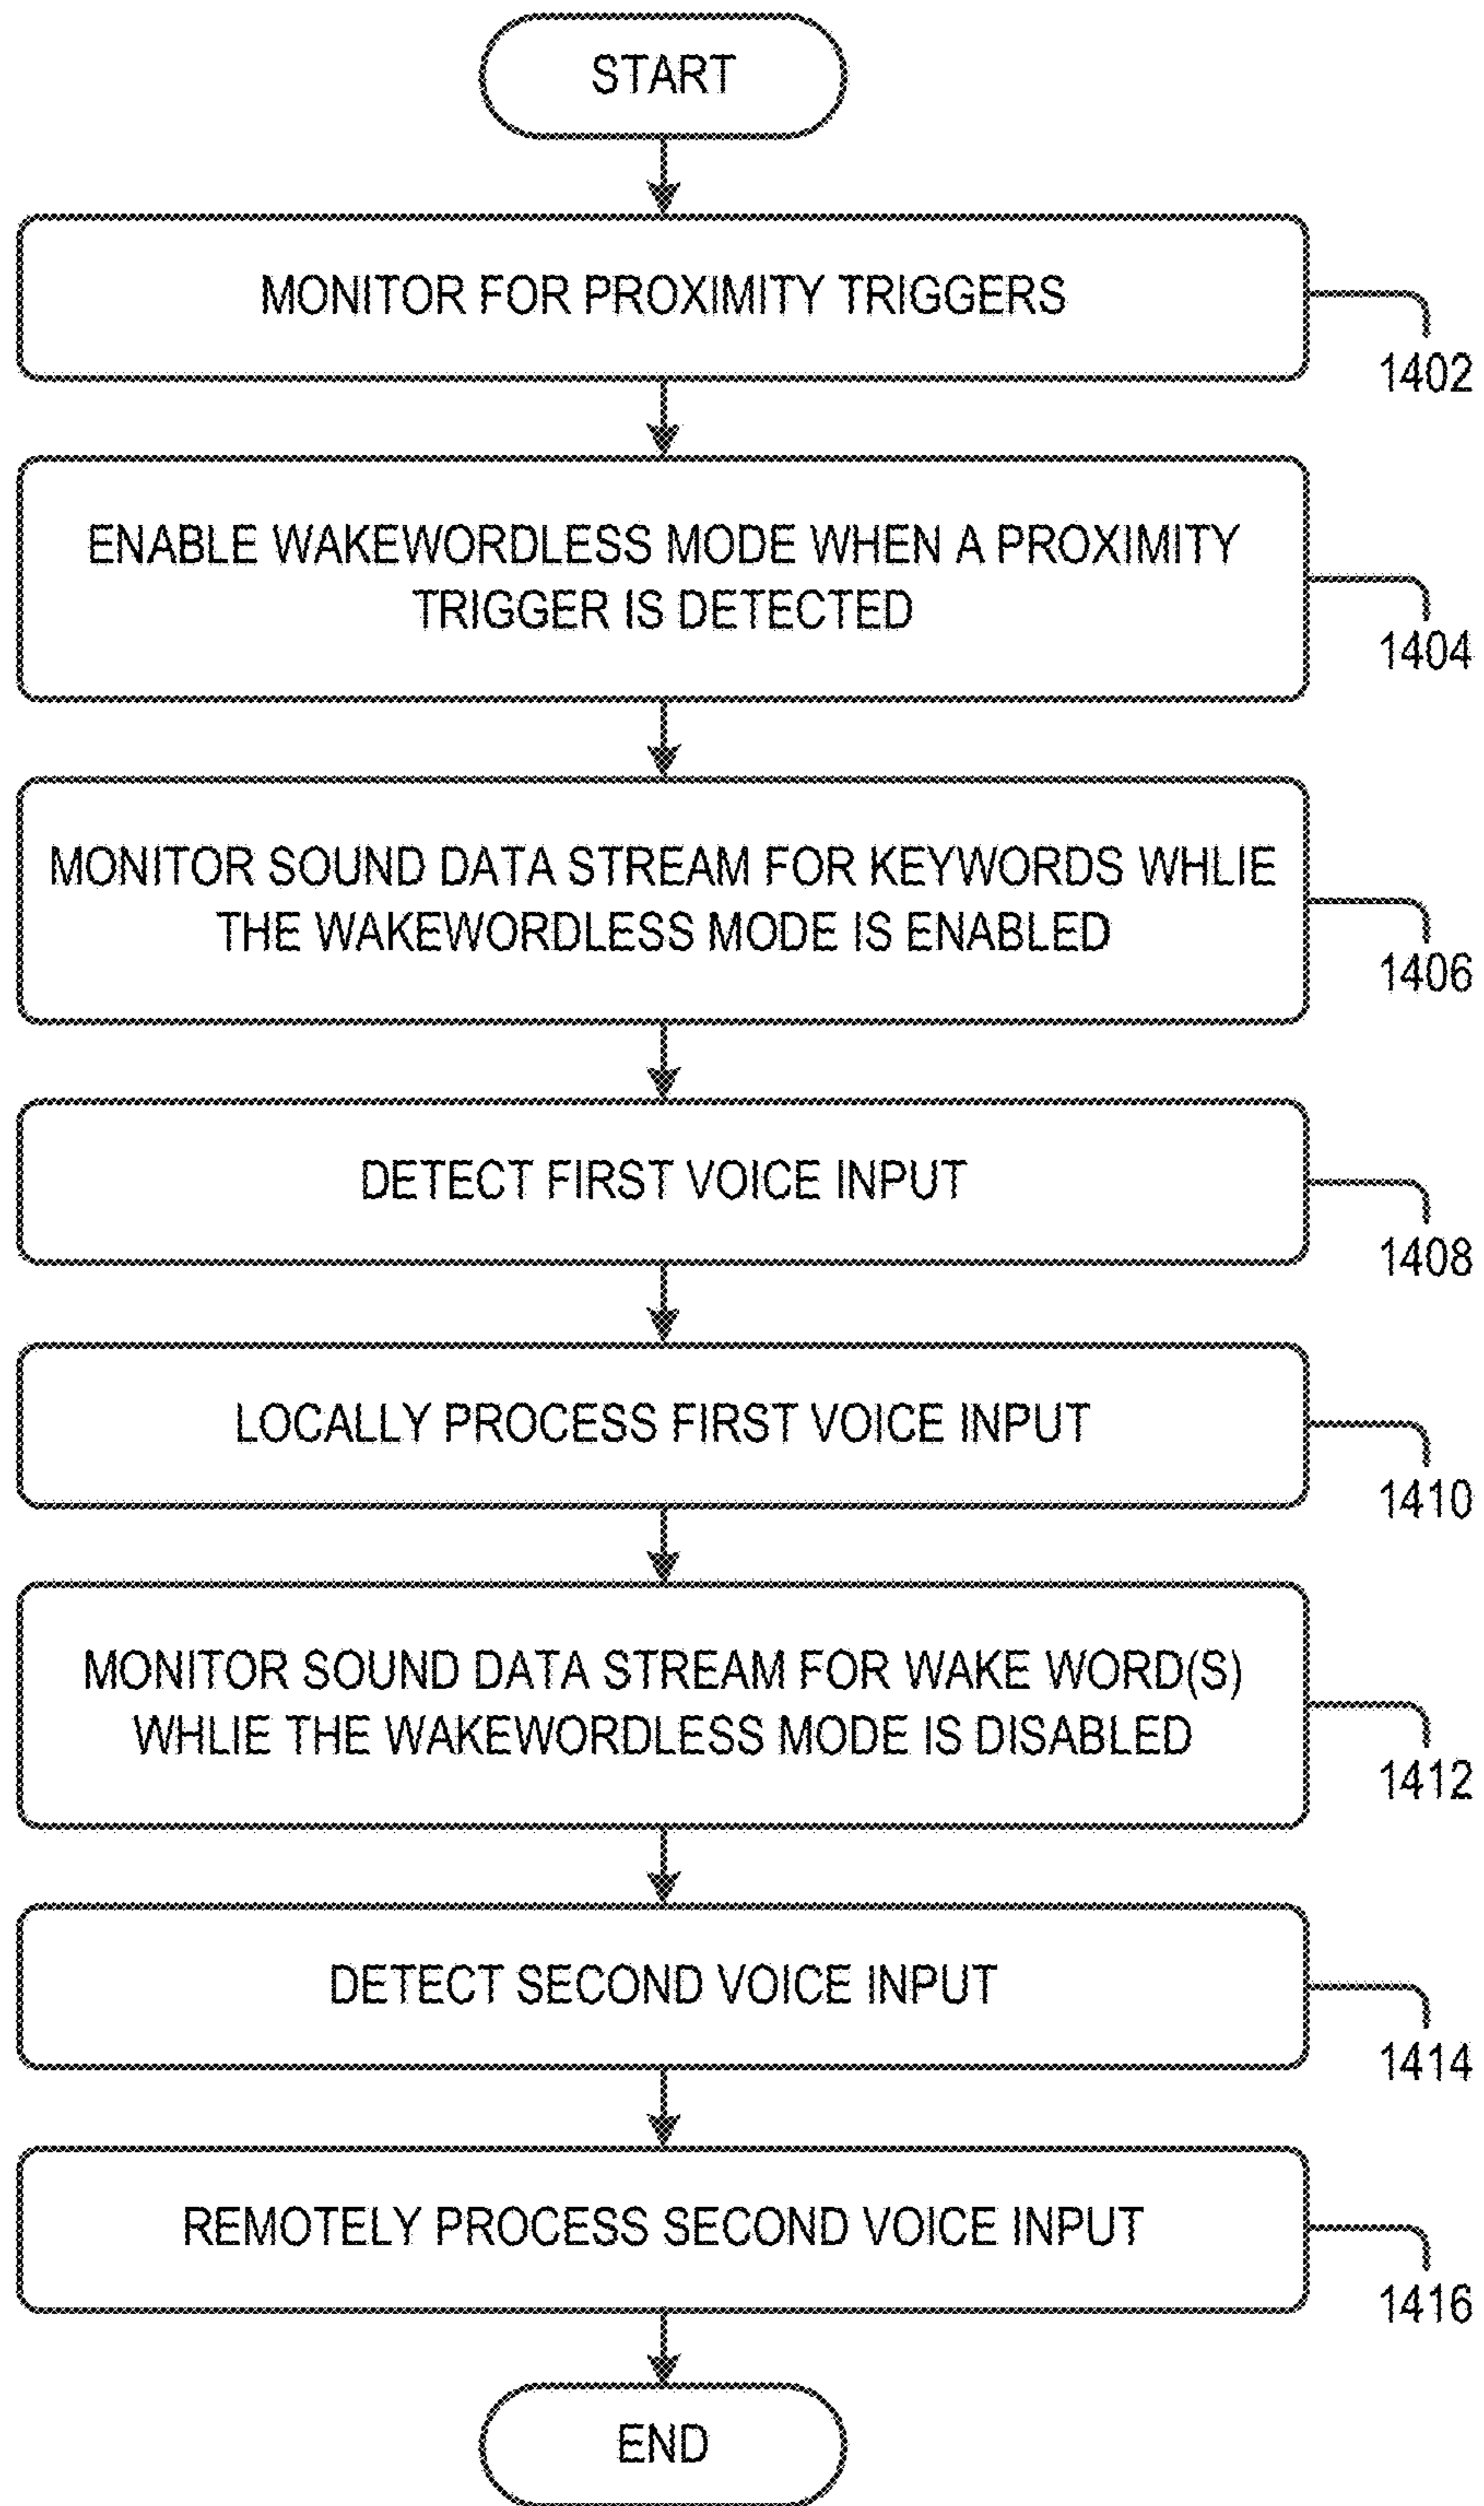 START
MONITOR FOR PROXIMITY TRIGGERS
1402
ENABLE WAKEWORDLESS MODE WHEN A PROXIMITY
TRIGGER IS DETECTED
1404
MONITOR SOUND DATA STREAM FOR KEYWORDS WHLIE
THE WAKEWORDLESS MODE IS ENABLED
1406
DETECT FIRST VOICE INPUT
1408
LOCALLY PROCESS FIRST VOICE INPUT
1410
MONITOR SOUND DATA STREAM FOR WAKE WORD(S)
WHLIE THE WAKEWORDLESS MODE IS DISABLED
1412
DETECT SECOND VOICE INPUT
1414
REMOTELY PROCESS SECOND VOICE INPUT
1416
END